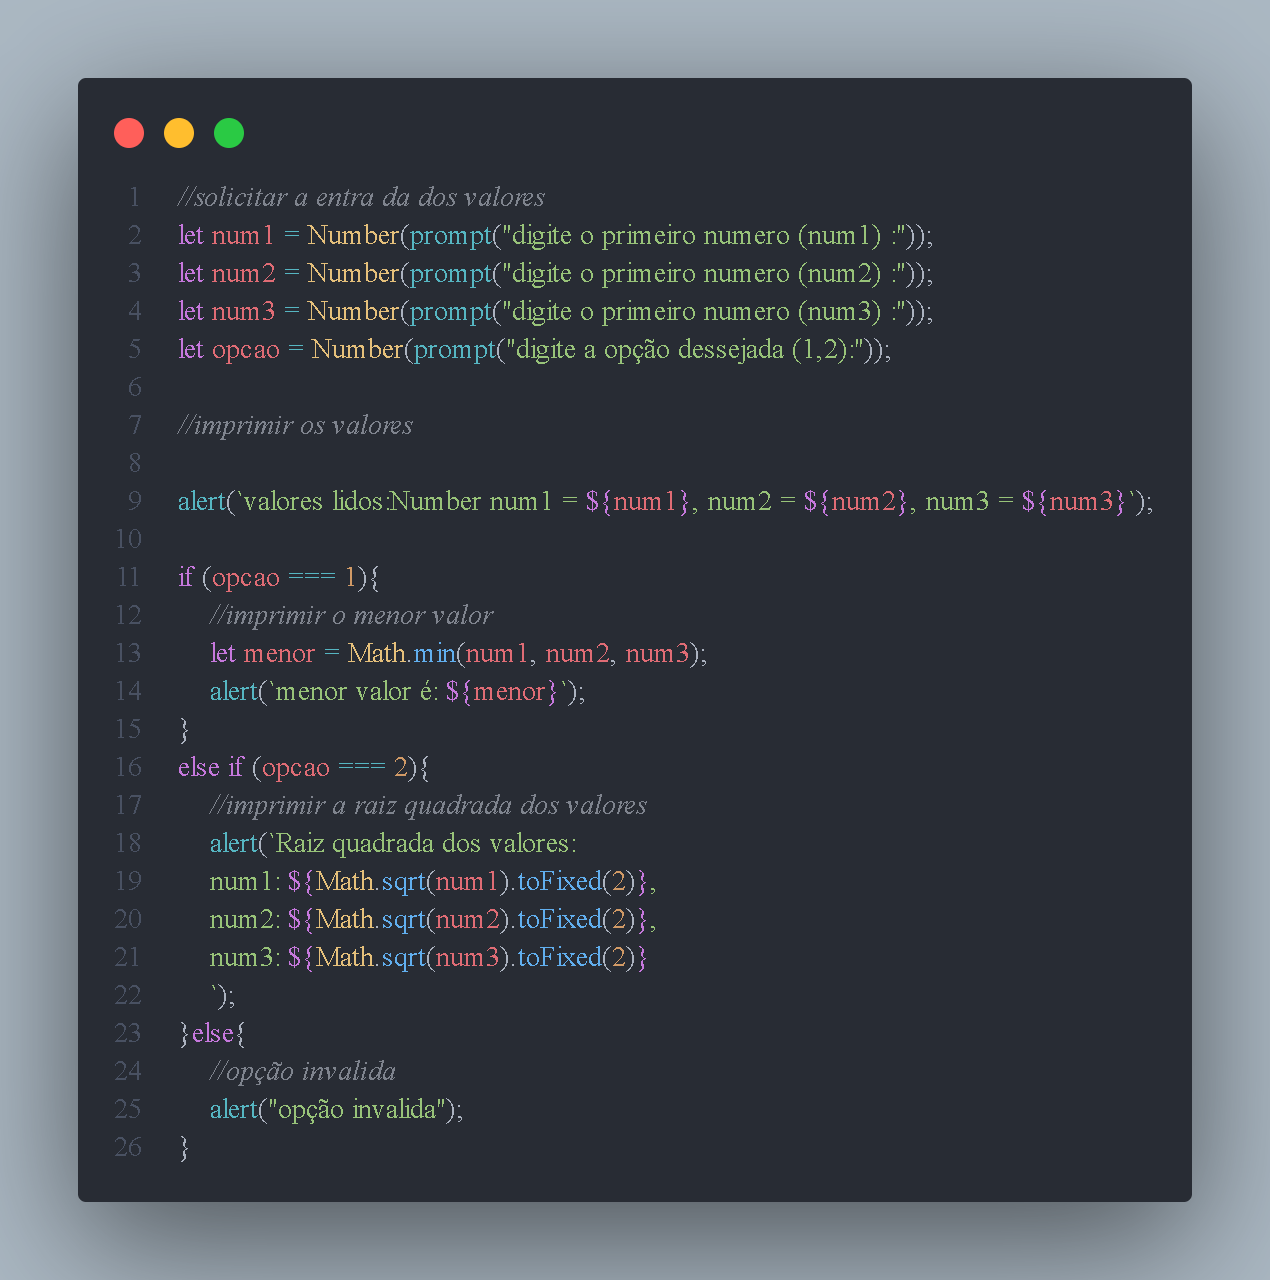 1 //solicitar a entra da dos valores
2 let num1 = Number(prompt("digite o primeiro numero (num1) :"));
3 let num2 = Number(prompt("digite o primeiro numero (num2) :"));
4 let num3 = Number(prompt("digite o primeiro numero (num3) :"));
5 let opcao = Number(prompt("digite a opção dessejada (1,2):"));
6
7 //imprimir os valores
8
9 alert(`valores lidos:Number num1 = ${num1}, num2 = ${num2}, num3 = ${num3}`);
10
11 if (opcao === 1){
12 //imprimir o menor valor
13 let menor = Math.min(num1, num2, num3);
14 alert(`menor valor é: ${menor}`);
15 }
16 else if (opcao === 2){
17 //imprimir a raiz quadrada dos valores
18 alert(`Raiz quadrada dos valores:
19 num1: ${Math.sqrt(num1).toFixed(2)},
20 num2: ${Math.sqrt(num2).toFixed(2)},
21 num3: ${Math.sqrt(num3).toFixed(2)}
22 `);
23 }else{
24 //opção invalida
25 alert("opção invalida");
26 }